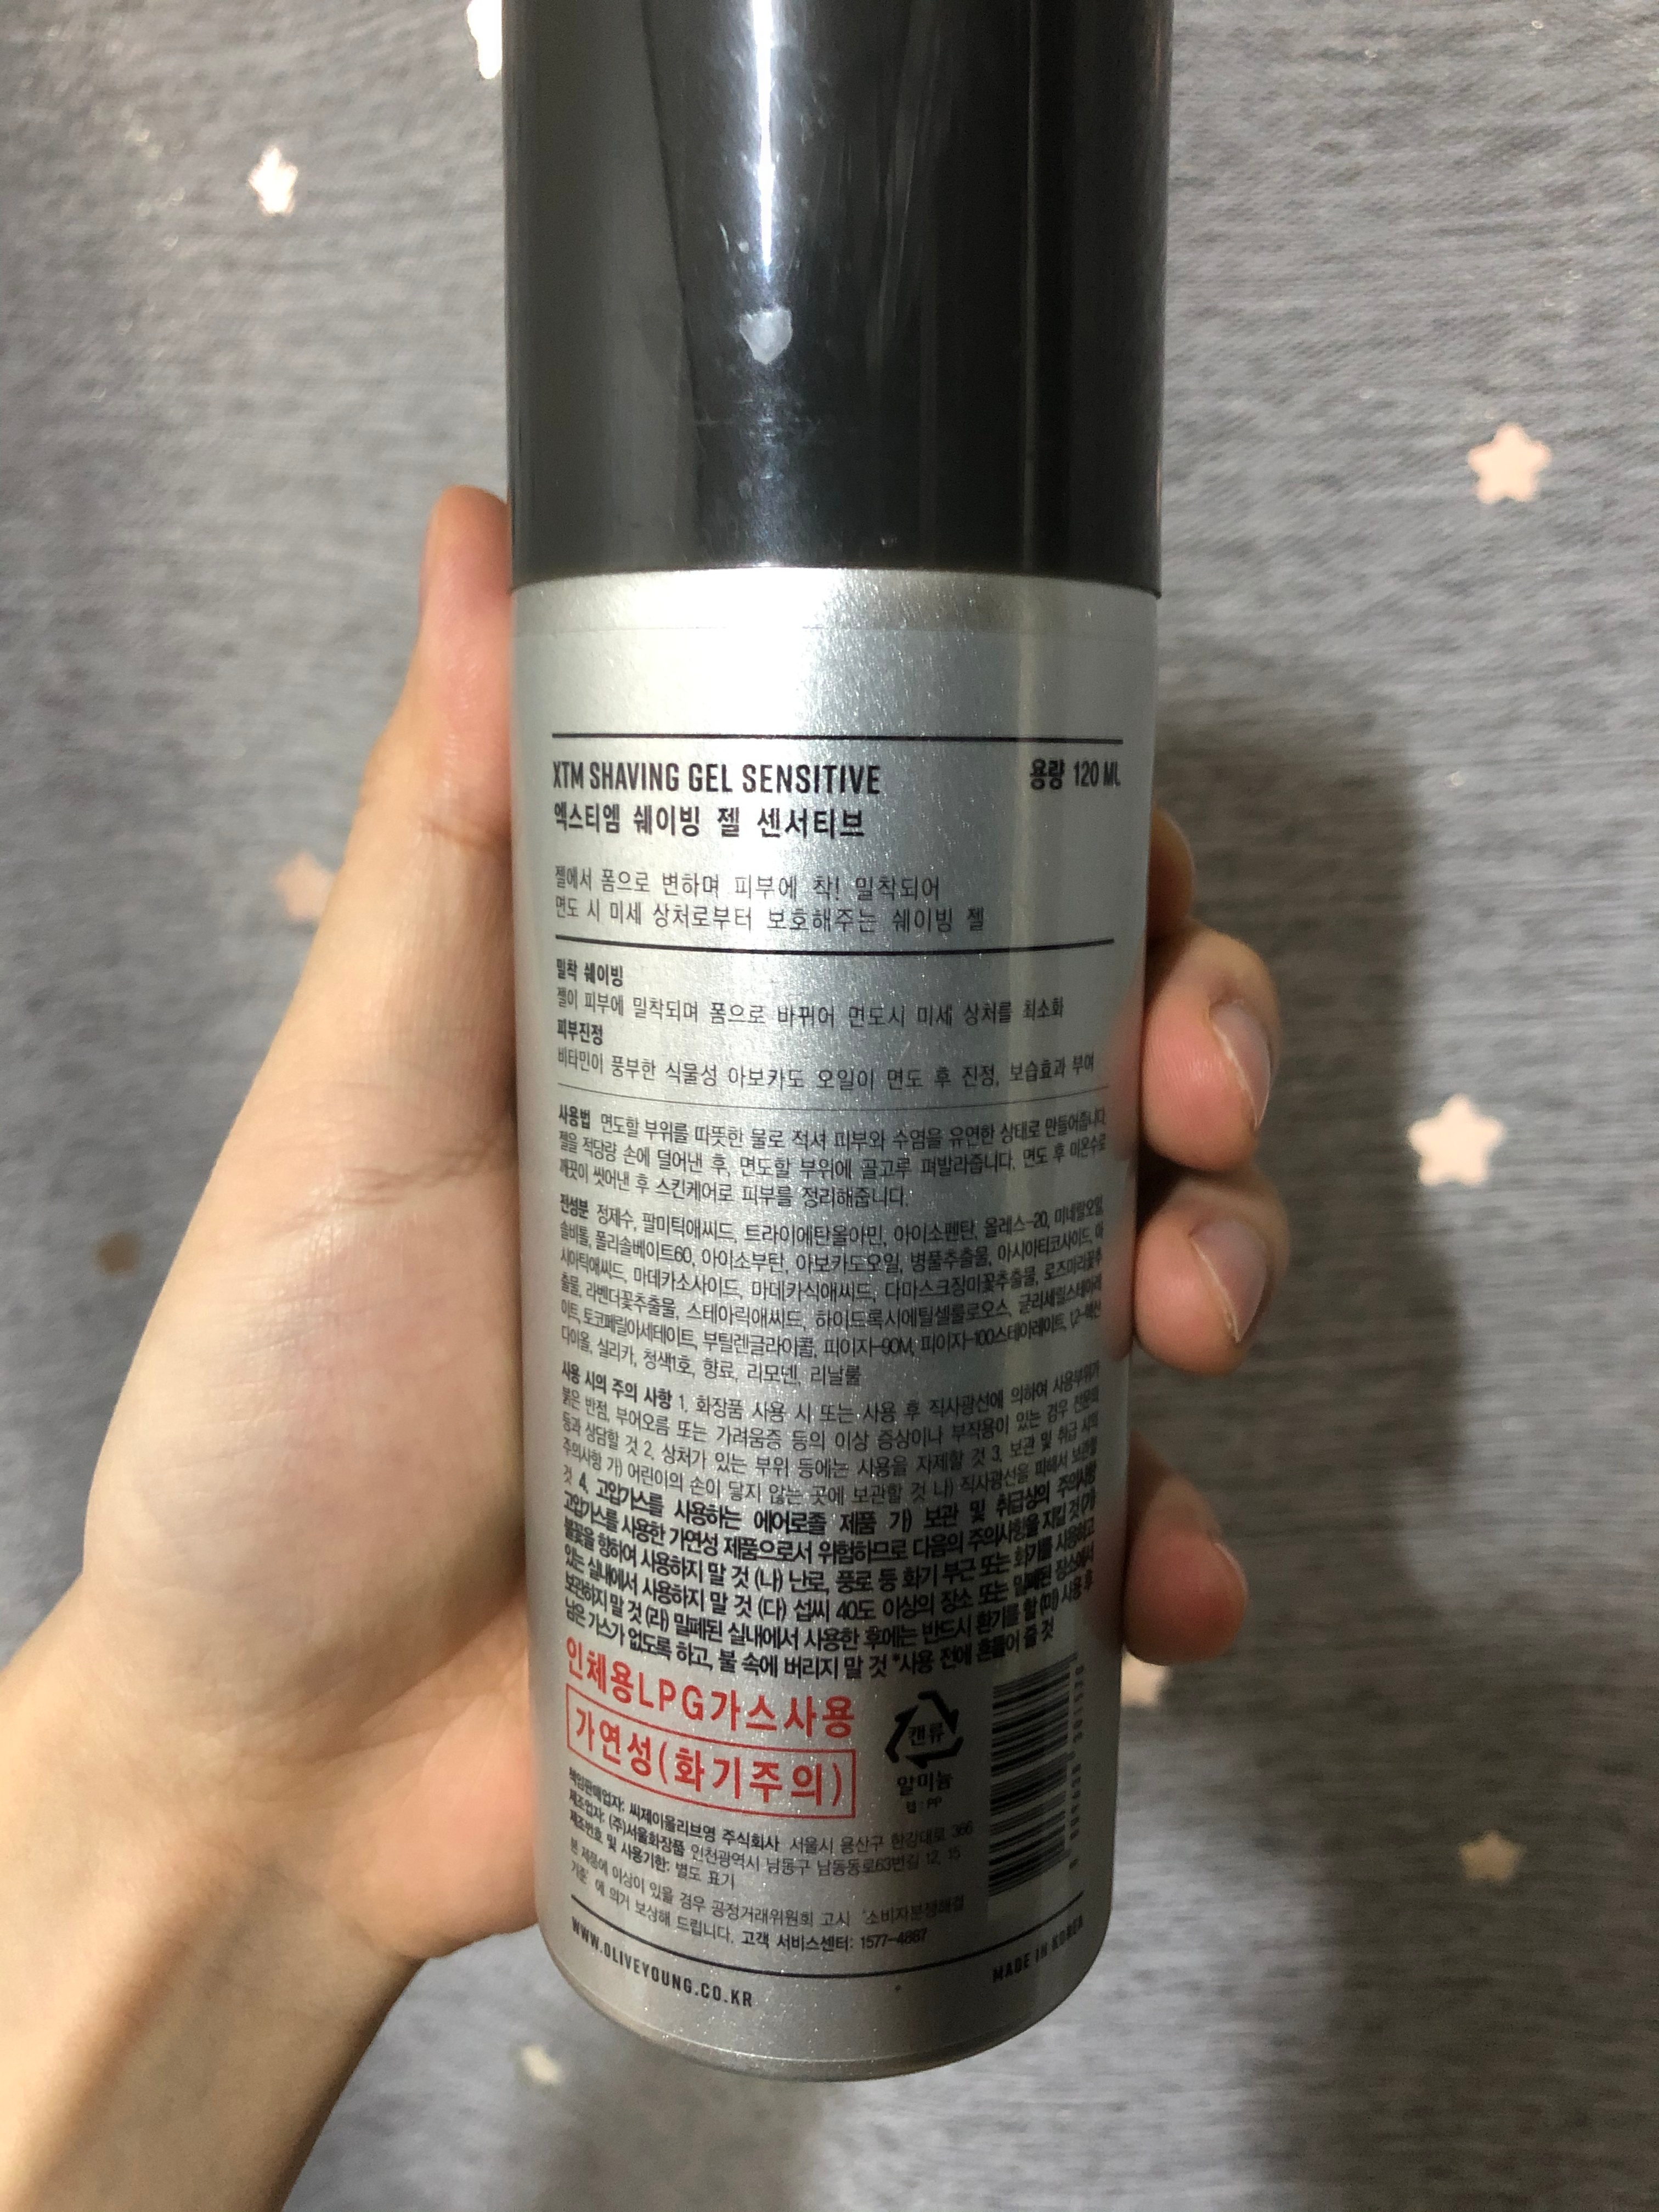 XTM SHAVING GEL SENSITIVE 용량 120 ML
엑스티엠 쉐이빙 젤 센서티브
젤에서 폼으로 변하며 피부에 착! 밀착되어
면도 시 미세 상처로부터 보호해주는 쉐이빙 젤
밀착 쉐이빙
젤이 피부에 밀착되며 폼으로 바뀌어 면도시 미세 상처를 최소화
피부진정
비타민이 풍부한 식물성 아보카도 오일이 면도 후 진정, 보습효과 부여
사용법 면도할 부위를 따뜻한 물로 적셔 피부와 수염을 유연한 상태로 만들어줍니다.
젤을 적당량 손에 덜어낸 후, 면도할 부위에 골고루 펴발라줍니다. 면도 후 미온수로
깨끗이 씻어낸 후 스킨케어로 피부를 정리해줍니다.
전성분 정제수, 팔미틱애씨드, 트라이에탄올아민, 아이소펜탄, 올레스-20, 미네랄오일,
솔비톨, 폴리솔베이트60, 아이소부탄, 아보카도오일, 병풀추출물, 아시아티코사이드, 아
시아틱애씨드, 마데카소사이드, 마데카식애씨드, 다마스크장미꽃추출물, 로즈마리꽃추
출물, 라벤더꽃추출물, 스테아릭애씨드, 하이드록시에틸셀룰로오스, 글리세릴스테아레
이트, 토코페릴아세테이트, 부틸렌글라이콜, 피이지-90M, 피이지-100스테아레이트, 1,2-헥산
다이올, 실리카, 청색1호, 향료, 리모넨, 리날룰
사용 시의 주의 사항 1. 화장품 사용 시 또는 사용 후 직사광선에 의하여 사용부위가
붉은 반점, 부어오름 또는 가려움증 등의 이상 증상이나 부작용이 있는 경우 전문의
등과 상담할 것 2. 상처가 있는 부위 등에는 사용을 자제할 것 3. 보관 및 취급 시의
주의사항 가) 어린이의 손이 닿지 않는 곳에 보관할 것 나) 직사광선을 피해서 보관할
것 4. 고압가스를 사용하는 에어로졸 제품 가) 보관 및 취급상의 주의사항
고압가스를 사용한 가연성 제품으로서 위험하므로 다음의 주의사항을 지킬 것 (가)
불꽃을 향하여 사용하지 말 것 (나) 난로, 풍로 등 화기 부근 또는 화기를 사용하고
있는 실내에서 사용하지 말 것 (다) 섭씨 40도 이상의 장소 또는 밀폐된 장소에서
보관하지 말 것 (라) 밀폐된 실내에서 사용한 후에는 반드시 환기를 할 (마) 사용 후
남은 가스가 없도록 하고, 불 속에 버리지 말 것 *사용 전에 흔들어 줄 것
인체용LPG가스사용
가연성(화기주의)
캔류
알미늄
캡 : PP
책임판매업자: 씨제이올리브영 주식회사 서울시 용산구 한강대로 366
제조업자: (주)서울화장품 인천광역시 남동구 남동동로63번길 12, 15
제조번호 및 사용기한: 별도 표기
본 제품에 이상이 있을 경우 공정거래위원회 고시 '소비자분쟁해결
기준' 에 의거 보상해 드립니다. 고객 서비스센터: 1577-4887
WWW.OLIVEYOUNG.CO.KR MADE IN KOREA